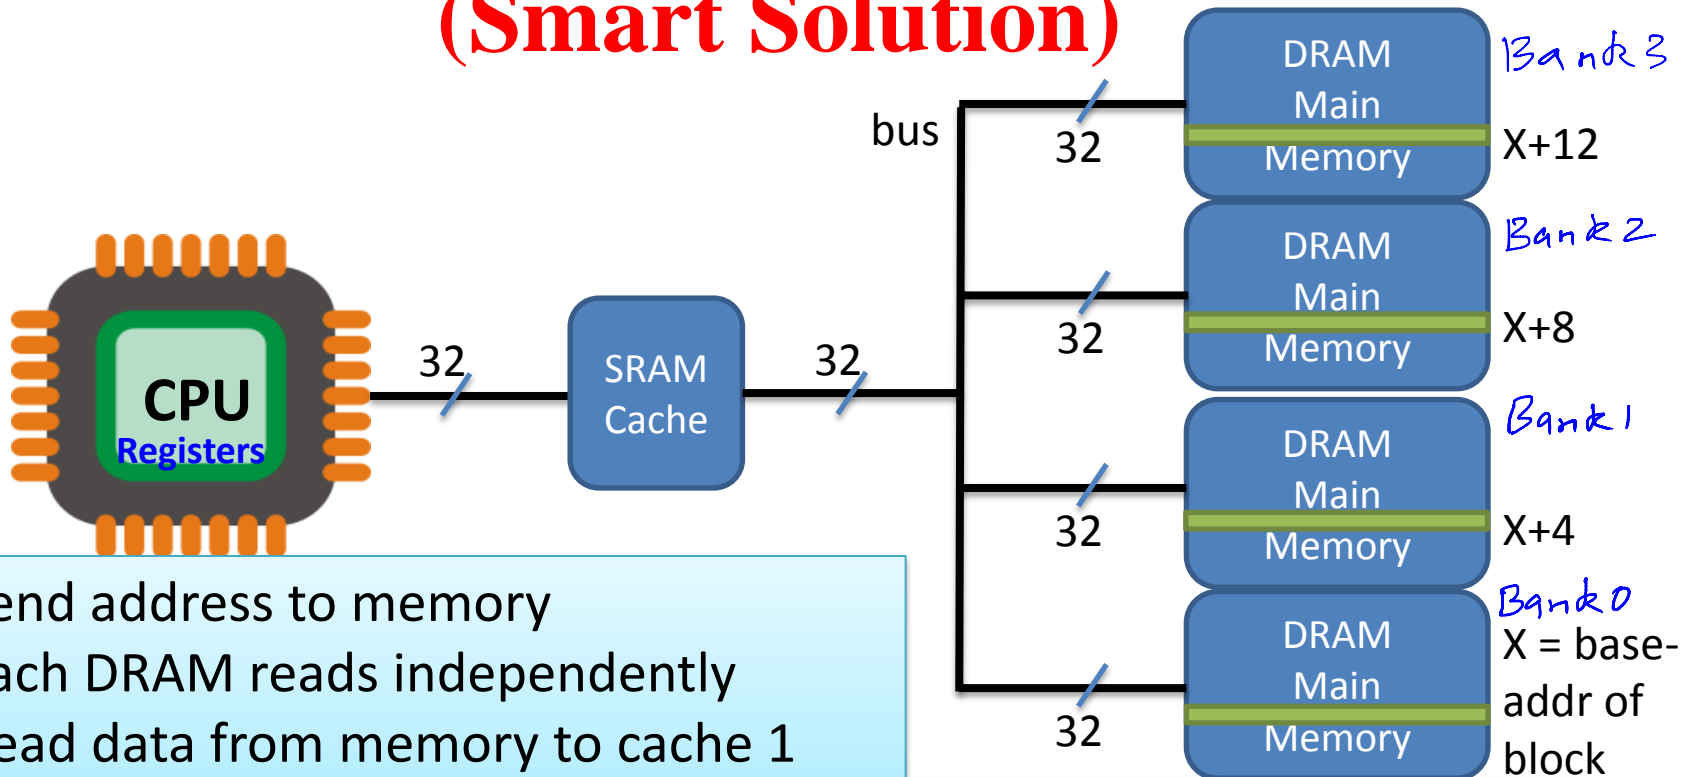 (Smart Solution)
DRAM
Main
Memory
Bank 3
X+12
bus
32
DRAM
Main
Memory
Bank 2
X+8
32
CPU
Registers
32
SRAM
Cache
32
DRAM
Main
Memory
Bank 1
X+4
32
DRAM
Main
Memory
Bank 0
X = base-
addr of
block
32
end address to memory
ach DRAM reads independently
ead data from memory to cache 1